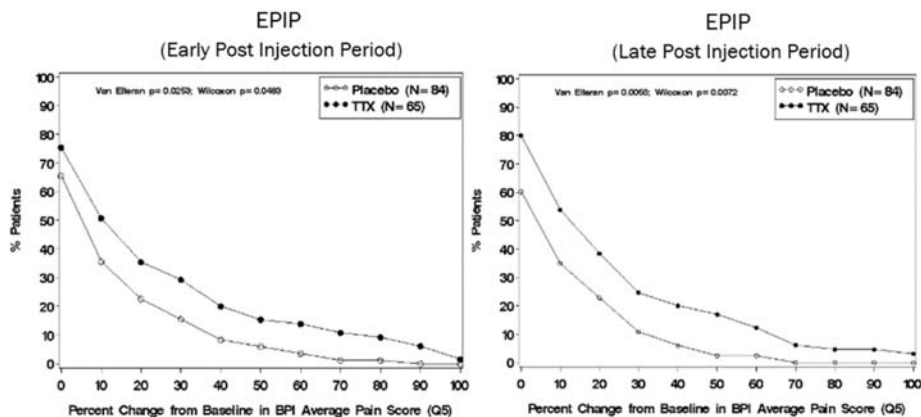 EPIP
(Early Post Injection Period)
100
90
80
70
60
50
40
30
20
10
0
% Patients
Van Elteren p= 0.0253; Wilcoxon p= 0.0483
Placebo (N= 84)
TTX (N= 65)
0 10 20 30 40 50 60 70 80 90 100
Percent Change from Baseline in BPI Average Pain Score (Q5)
EPIP
(Late Post Injection Period)
100
90
80
70
60
50
40
30
20
10
0
% Patients
Van Elteren p= 0.0058; Wilcoxon p= 0.0072
Placebo (N= 84)
TTX (N= 65)
0 10 20 30 40 50 60 70 80 90 100
Percent Change from Baseline in BPI Average Pain Score (Q5)